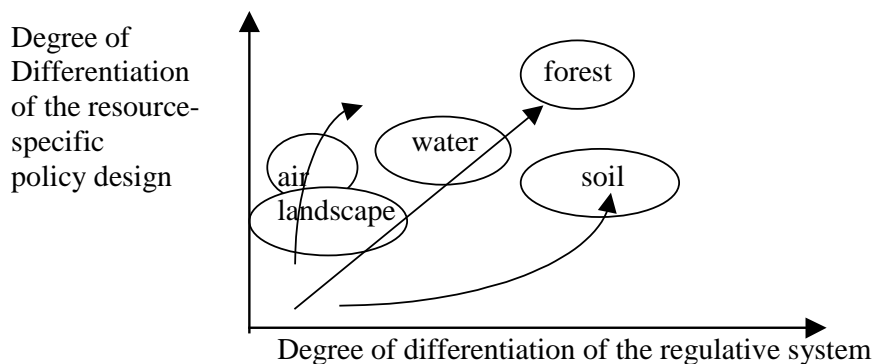 Degree of
Differentiation
of the resource-
specific
policy design
forest
water
air
soil
landscape
Degree of differentiation of the regulative system